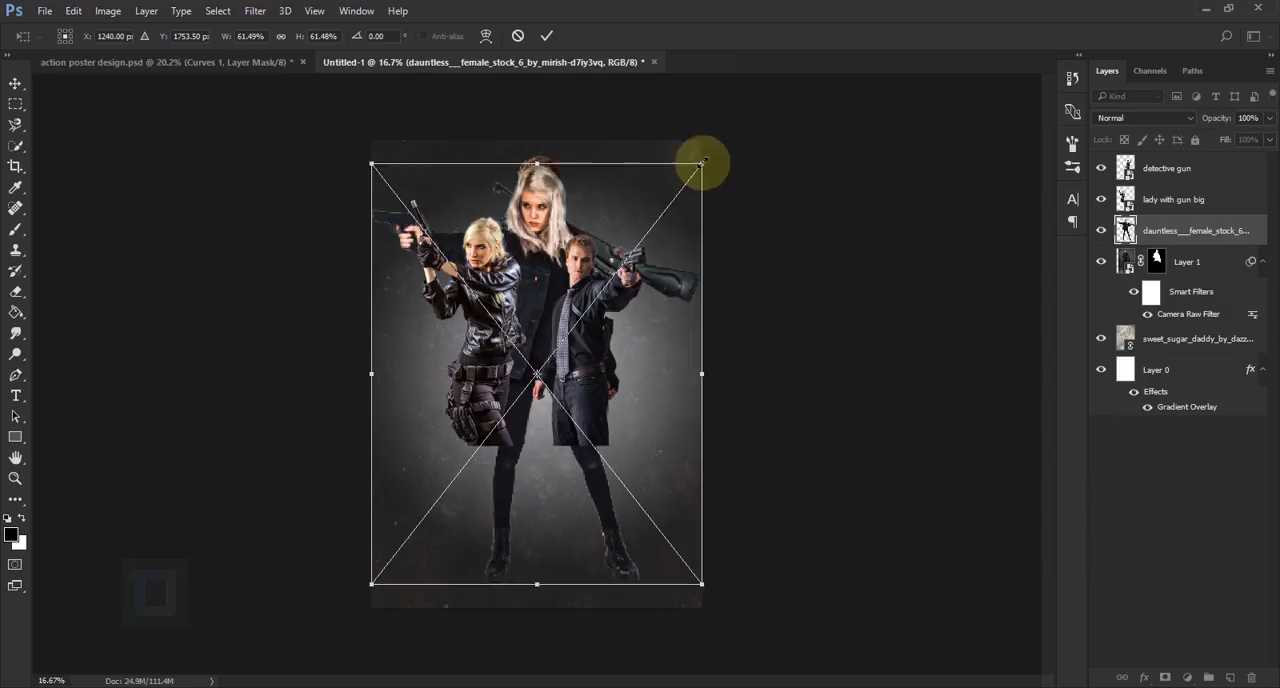 Ps File Edit Image Layer Type Select Filter 3D View Window Help
X: 1240.00 px Y: 1753.50 px W: 61.49% H: 61.48% 0.00 ° Anti-alias
action poster design.psd @ 20.2% (Curves 1, Layer Mask/8) * × Untitled-1 @ 16.7% (dauntless___female_stock_6_by_mirish-d7iy3vq, RGB/8) * ×
Layers Channels Paths
Kind
Normal Opacity: 100%
Lock: Fill: 100%
detective gun
lady with gun big
dauntless___female_stock_6...
Layer 1
Smart Filters
Camera Raw Filter
sweet_sugar_daddy_by_dazz...
Layer 0 fx
Effects
Gradient Overlay
16.67% Doc: 24.9M/111.4M